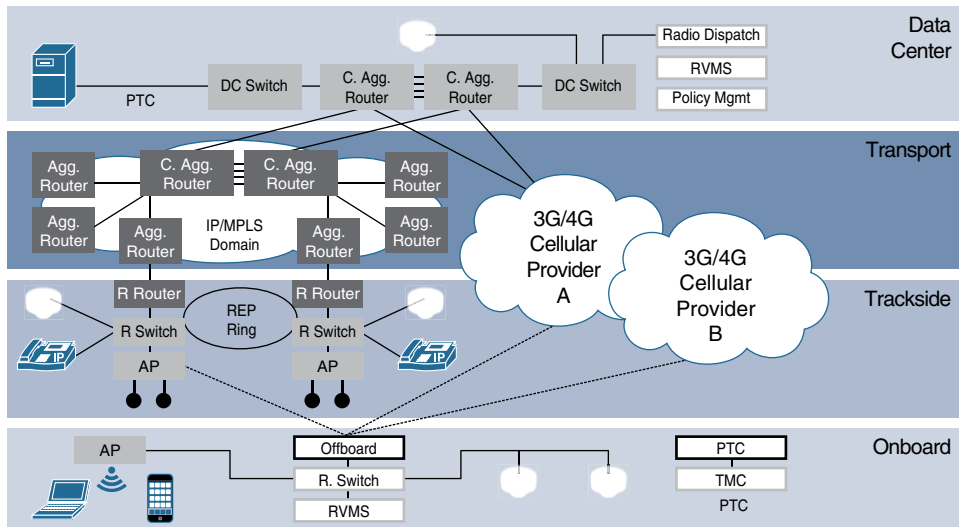 Data
Center
Radio Dispatch
RVMS
Policy Mgmt
PTC
DC Switch
C. Agg.
Router
C. Agg.
Router
DC Switch
Transport
Agg.
Router
C. Agg.
Router
C. Agg.
Router
Agg.
Router
Agg.
Router
Agg.
Router
IP/MPLS
Domain
Agg.
Router
Agg.
Router
3G/4G
Cellular
Provider
A
3G/4G
Cellular
Provider
B
Trackside
R Router
R Router
REP
Ring
R Switch
R Switch
IP
IP
AP
AP
Onboard
AP
Offboard
R. Switch
RVMS
PTC
TMC
PTC